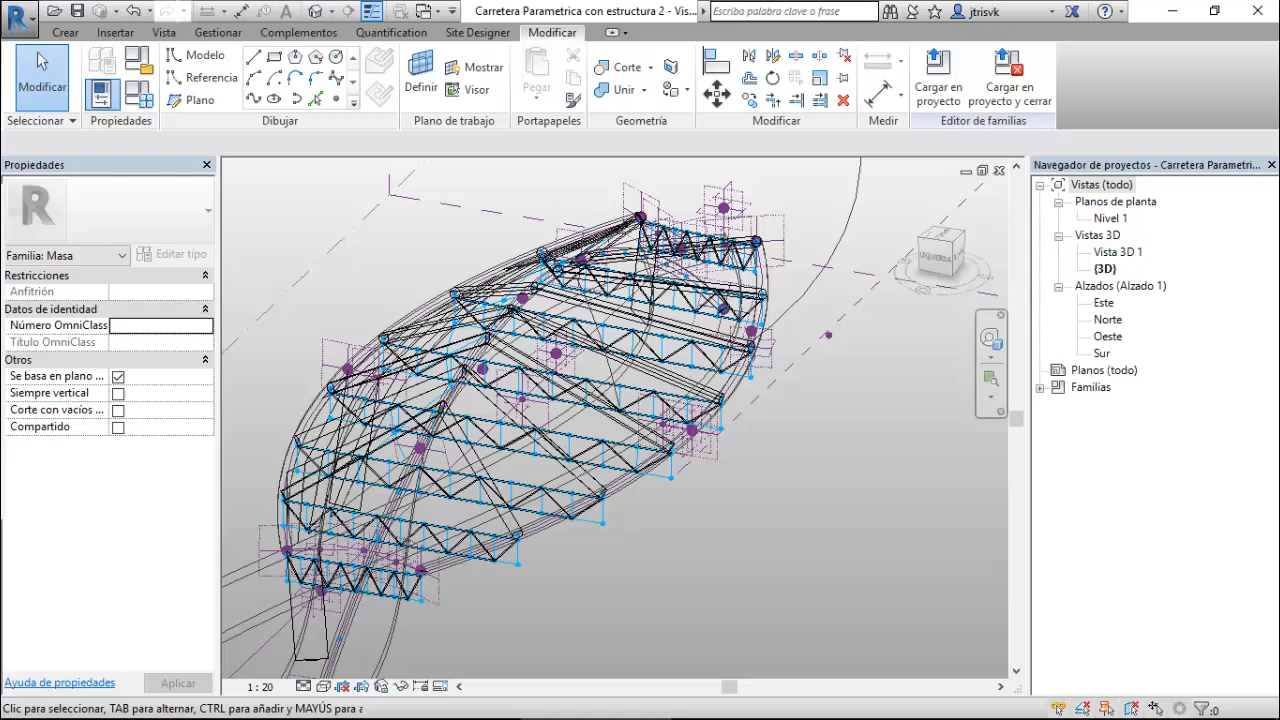 Carretera Parametrica con estructura 2 - Vis...
Escriba palabra clave o frase
jtrisvk
Crear
Insertar
Vista
Gestionar
Complementos
Quantification
Site Designer
Modificar
Modificar
Modelo
Referencia
Plano
Definir
Mostrar
Visor
Pegar
Corte
Unir
Cargar en
proyecto
Cargar en
proyecto y cerrar
Seleccionar
Propiedades
Dibujar
Plano de trabajo
Portapapeles
Geometría
Modificar
Medir
Editor de familias
Propiedades
R
Familia: Masa
Editar tipo
Restricciones
Anfitrión
Datos de identidad
Número OmniClass
Título OmniClass
Otros
Se basa en plano ...
Siempre vertical
Corte con vacíos ...
Compartido
Ayuda de propiedades
Aplicar
IZQUIERDA
1 : 20
Navegador de proyectos - Carretera Parametri...
Vistas (todo)
Planos de planta
Nivel 1
Vistas 3D
Vista 3D 1
{3D}
Alzados (Alzado 1)
Este
Norte
Oeste
Sur
Planos (todo)
Familias
Clic para seleccionar, TAB para alternar, CTRL para añadir y MAYÚS para a
:0